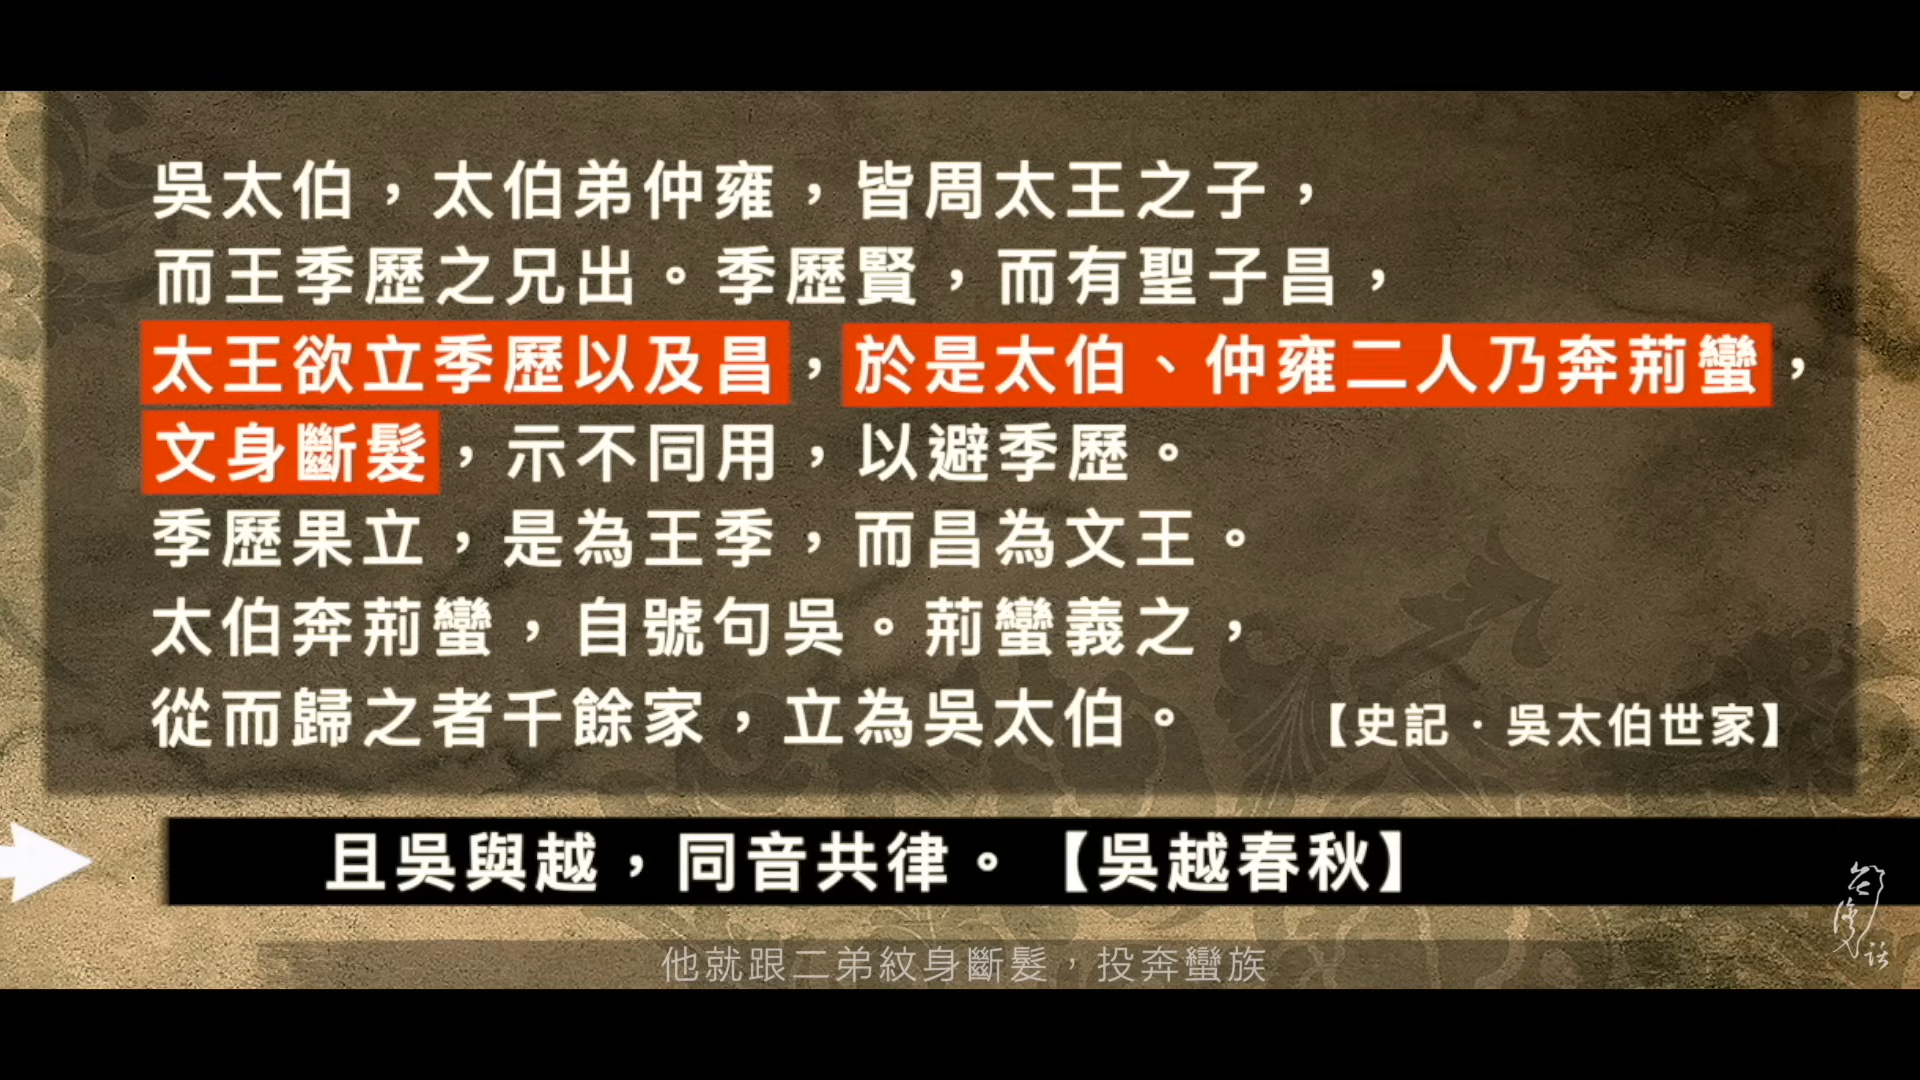 吳太伯，太伯弟仲雍，皆周太王之子，
而王季歷之兄出。季歷賢，而有聖子昌，
太王欲立季歷以及昌，於是太伯、仲雍二人乃奔荊蠻，
文身斷髮，示不同用，以避季歷。
季歷果立，是為王季，而昌為文王。
太伯奔荊蠻，自號句吳。荊蠻義之，
從而歸之者千餘家，立為吳太伯。
【史記．吳太伯世家】
且吳與越，同音共律。【吳越春秋】
他就跟二弟紋身斷髮，投奔蠻族